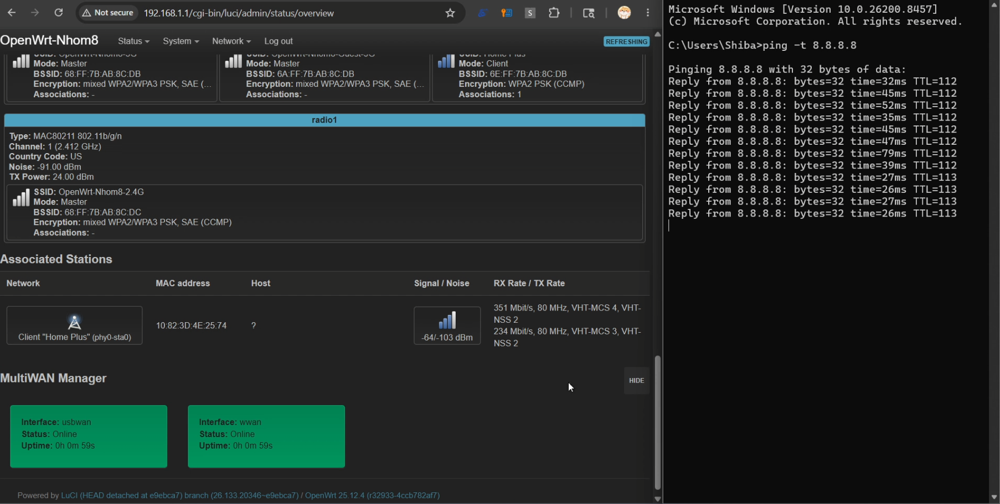 Not secure
192.168.1.1/cgi-bin/luci/admin/status/overview
OpenWrt-Nhom8
Status
System
Network
Log out
REFRESHING
Mode: Master
BSSID: 68:FF:7B:AB:8C:DB
Encryption: mixed WPA2/WPA3 PSK, SAE (...
Associations: -
Mode: Master
BSSID: 6A:FF:7B:AB:8C:DB
Encryption: mixed WPA2/WPA3 PSK, SAE (...
Associations: -
Mode: Client
BSSID: 6E:FF:7B:AB:8C:DB
Encryption: WPA2 PSK (CCMP)
Associations: 1
radio1
Type: MAC80211 802.11b/g/n
Channel: 1 (2.412 GHz)
Country Code: US
Noise: -91.00 dBm
TX Power: 24.00 dBm
SSID: OpenWrt-Nhom8-2.4G
Mode: Master
BSSID: 68:FF:7B:AB:8C:DC
Encryption: mixed WPA2/WPA3 PSK, SAE (CCMP)
Associations: -
Associated Stations
Network
MAC address
Host
Signal / Noise
RX Rate / TX Rate
Client "Home Plus" (phy0-sta0)
10:82:3D:4E:25:74
?
-64/-103 dBm
351 Mbit/s, 80 MHz, VHT-MCS 4, VHT-
NSS 2
234 Mbit/s, 80 MHz, VHT-MCS 3, VHT-
NSS 2
MultiWAN Manager
HIDE
Interface: usbwan
Status: Online
Uptime: 0h 0m 59s
Interface: wwan
Status: Online
Uptime: 0h 0m 59s
Powered by LuCI (HEAD detached at e9ebca7) branch (26.133.20346~e9ebca7) / OpenWrt 25.12.4 (r32933-4ccb782af7)
Microsoft Windows [Version 10.0.26200.8457]
(c) Microsoft Corporation. All rights reserved.
C:\Users\Shiba>ping -t 8.8.8.8
Pinging 8.8.8.8 with 32 bytes of data:
Reply from 8.8.8.8: bytes=32 time=32ms TTL=112
Reply from 8.8.8.8: bytes=32 time=45ms TTL=112
Reply from 8.8.8.8: bytes=32 time=52ms TTL=112
Reply from 8.8.8.8: bytes=32 time=35ms TTL=112
Reply from 8.8.8.8: bytes=32 time=45ms TTL=112
Reply from 8.8.8.8: bytes=32 time=47ms TTL=112
Reply from 8.8.8.8: bytes=32 time=79ms TTL=112
Reply from 8.8.8.8: bytes=32 time=39ms TTL=112
Reply from 8.8.8.8: bytes=32 time=27ms TTL=113
Reply from 8.8.8.8: bytes=32 time=26ms TTL=113
Reply from 8.8.8.8: bytes=32 time=27ms TTL=113
Reply from 8.8.8.8: bytes=32 time=26ms TTL=113